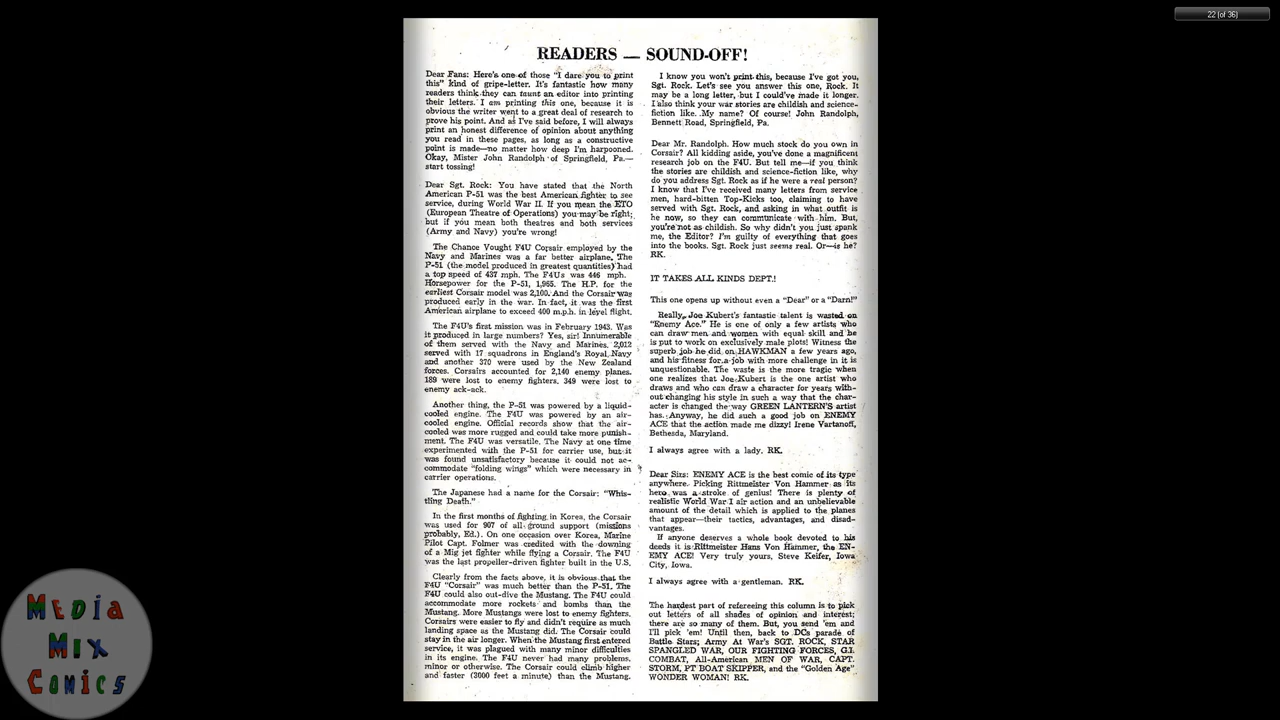 22 (of 36)
READERS — SOUND-OFF!
Dear Fans: Here's one of those "I dare you to print
this" kind of gripe-letter. It's fantastic how many
readers think they can taunt an editor into printing
their letters. I am printing this one, because it is
obvious the writer went to a great deal of research to
prove his point. And as I've said before, I will always
print an honest difference of opinion about anything
you read in these pages, as long as a constructive
point is made—no matter how deep I'm harpooned.
Okay, Mister John Randolph of Springfield, Pa.—
start tossing!
Dear Sgt. Rock: You have stated that the North
American P-51 was the best American fighter to see
service, during World War II. If you mean the ETO
(European Theatre of Operations) you may be right;
but if you mean both theatres and both services
(Army and Navy) you're wrong!
The Chance Vought F4U Corsair employed by the
Navy and Marines was a far better airplane. The
P-51 (the model produced in greatest quantities) had
a top speed of 437 mph. The F4Us was 446 mph.
Horsepower for the P-51, 1,965. The H.P. for the
earliest Corsair model was 2,100. And the Corsair was
produced early in the war. In fact, it was the first
American airplane to exceed 400 m.p.h. in level flight.
The F4U's first mission was in February 1943. Was
it produced in large numbers? Yes, sir! Innumerable
of them served with the Navy and Marines. 2,012
served with 17 squadrons in England's Royal Navy
and another 370 were used by the New Zealand
forces. Corsairs accounted for 2,140 enemy planes.
189 were lost to enemy fighters. 349 were lost to
enemy ack-ack.
Another thing, the P-51 was powered by a liquid-
cooled engine. The F4U was powered by an air-
cooled engine. Official records show that the air-
cooled was more rugged and could take more punish-
ment. The F4U was versatile. The Navy at one time
experimented with the P-51 for carrier use, but it
was found unsatisfactory because it could not ac-
commodate "folding wings" which were necessary in
carrier operations.
The Japanese had a name for the Corsair: "Whis-
tling Death."
In the first months of fighting in Korea, the Corsair
was used for 907 of all ground support (missions
probably, Ed.). On one occasion over Korea, Marine
Pilot Capt. Folmer was credited with the downing
of a Mig jet fighter while flying a Corsair. The F4U
was the last propeller-driven fighter built in the U.S.
Clearly from the facts above, it is obvious that the
F4U "Corsair" was much better than the P-51. The
F4U could also out-dive the Mustang. The F4U could
accommodate more rockets and bombs than the
Mustang. More Mustangs were lost to enemy fighters.
Corsairs were easier to fly and didn't require as much
landing space as the Mustang did. The Corsair could
stay in the air longer. When the Mustang first entered
service, it was plagued with many minor difficulties
in its engine. The F4U never had many problems,
minor or otherwise. The Corsair could climb higher
and faster (3000 feet a minute) than the Mustang.
I know you won't print this, because I've got you,
Sgt. Rock. Let's see you answer this one, Rock. It
may be a long letter, but I could've made it longer.
I also think your war stories are childish and science-
fiction like. My name? Of course! John Randolph,
Bennett Road, Springfield, Pa.
Dear Mr. Randolph. How much stock do you own in
Corsair? All kidding aside, you've done a magnificent
research job on the F4U. But tell me—if you think
the stories are childish and science-fiction like, why
do you address Sgt. Rock as if he were a real person?
I know that I've received many letters from service
men, hard-bitten Top-Kicks too, claiming to have
served with Sgt. Rock, and asking in what outfit is
he now, so they can communicate with him. But,
you're not as childish. So why didn't you just spank
me, the Editor? I'm guilty of everything that goes
into the books. Sgt. Rock just seems real. Or—is he?
RK.
IT TAKES ALL KINDS DEPT.!
This one opens up without even a "Dear" or a "Darn!"
Really, Joe Kubert's fantastic talent is wasted on
"Enemy Ace." He is one of only a few artists who
can draw men and women with equal skill and he
is put to work on exclusively male plots! Witness the
superb job he did on HAWKMAN a few years ago,
and his fitness for a job with more challenge in it is
unquestionable. The waste is the more tragic when
one realizes that Joe Kubert is the one artist who
draws and who can draw a character for years with-
out changing his style in such a way that the char-
acter is changed the way GREEN LANTERN'S artist
has. Anyway, he did such a good job on ENEMY
ACE that the action made me dizzy! Irene Vartanoff,
Bethesda, Maryland.
I always agree with a lady. RK.
Dear Sirs: ENEMY ACE is the best comic of its type
anywhere. Picking Rittmeister Von Hammer as its
hero was a stroke of genius! There is plenty of
realistic World War I air action and an unbelievable
amount of the detail which is applied to the planes
that appear—their tactics, advantages, and disad-
vantages.
If anyone deserves a whole book devoted to his
deeds it is Rittmeister Hans Von Hammer, the EN-
EMY ACE! Very truly yours, Steve Keifer, Iowa
City, Iowa.
I always agree with a gentleman. RK.
The hardest part of refereeing this column is to pick
out letters of all shades of opinion and interest;
there are so many of them. But, you send 'em and
I'll pick 'em! Until then, back to DCs parade of
Battle Stars; Army At War's SGT. ROCK, STAR
SPANGLED WAR, OUR FIGHTING FORCES, G.I.
COMBAT, All-American MEN OF WAR, CAPT.
STORM, PT BOAT SKIPPER, and the "Golden Age"
WONDER WOMAN! RK.
MEDIA
MIX
COMICS